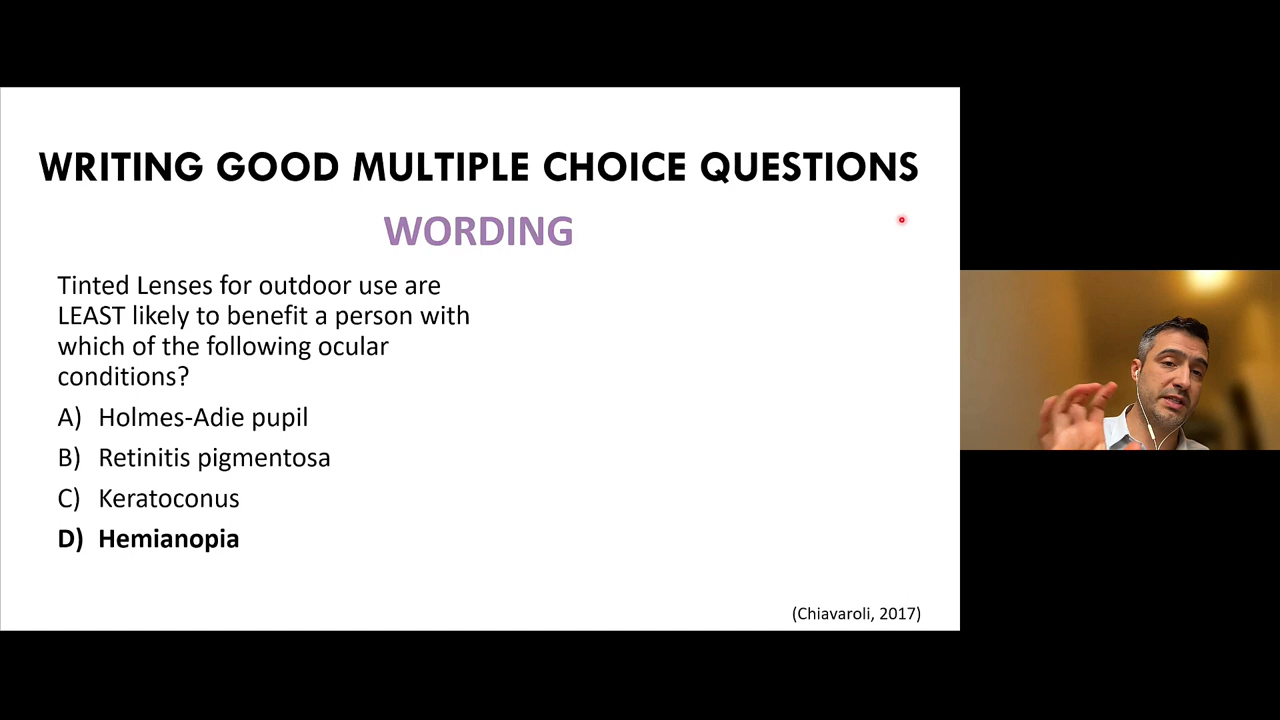 WRITING GOOD MULTIPLE CHOICE QUESTIONS
WORDING
Tinted Lenses for outdoor use are
LEAST likely to benefit a person with
which of the following ocular
conditions?
A) Holmes-Adie pupil
B) Retinitis pigmentosa
C) Keratoconus
D) Hemianopia
(Chiavaroli, 2017)